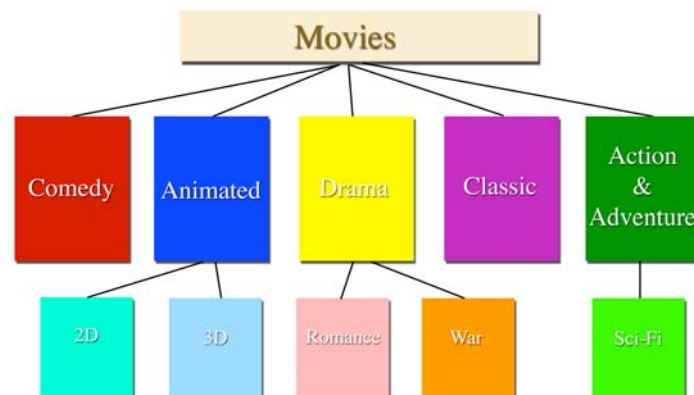 Movies
Comedy
Animated
Drama
Classic
Action
&
Adventure
2D
3D
Romance
War
Sci-Fi